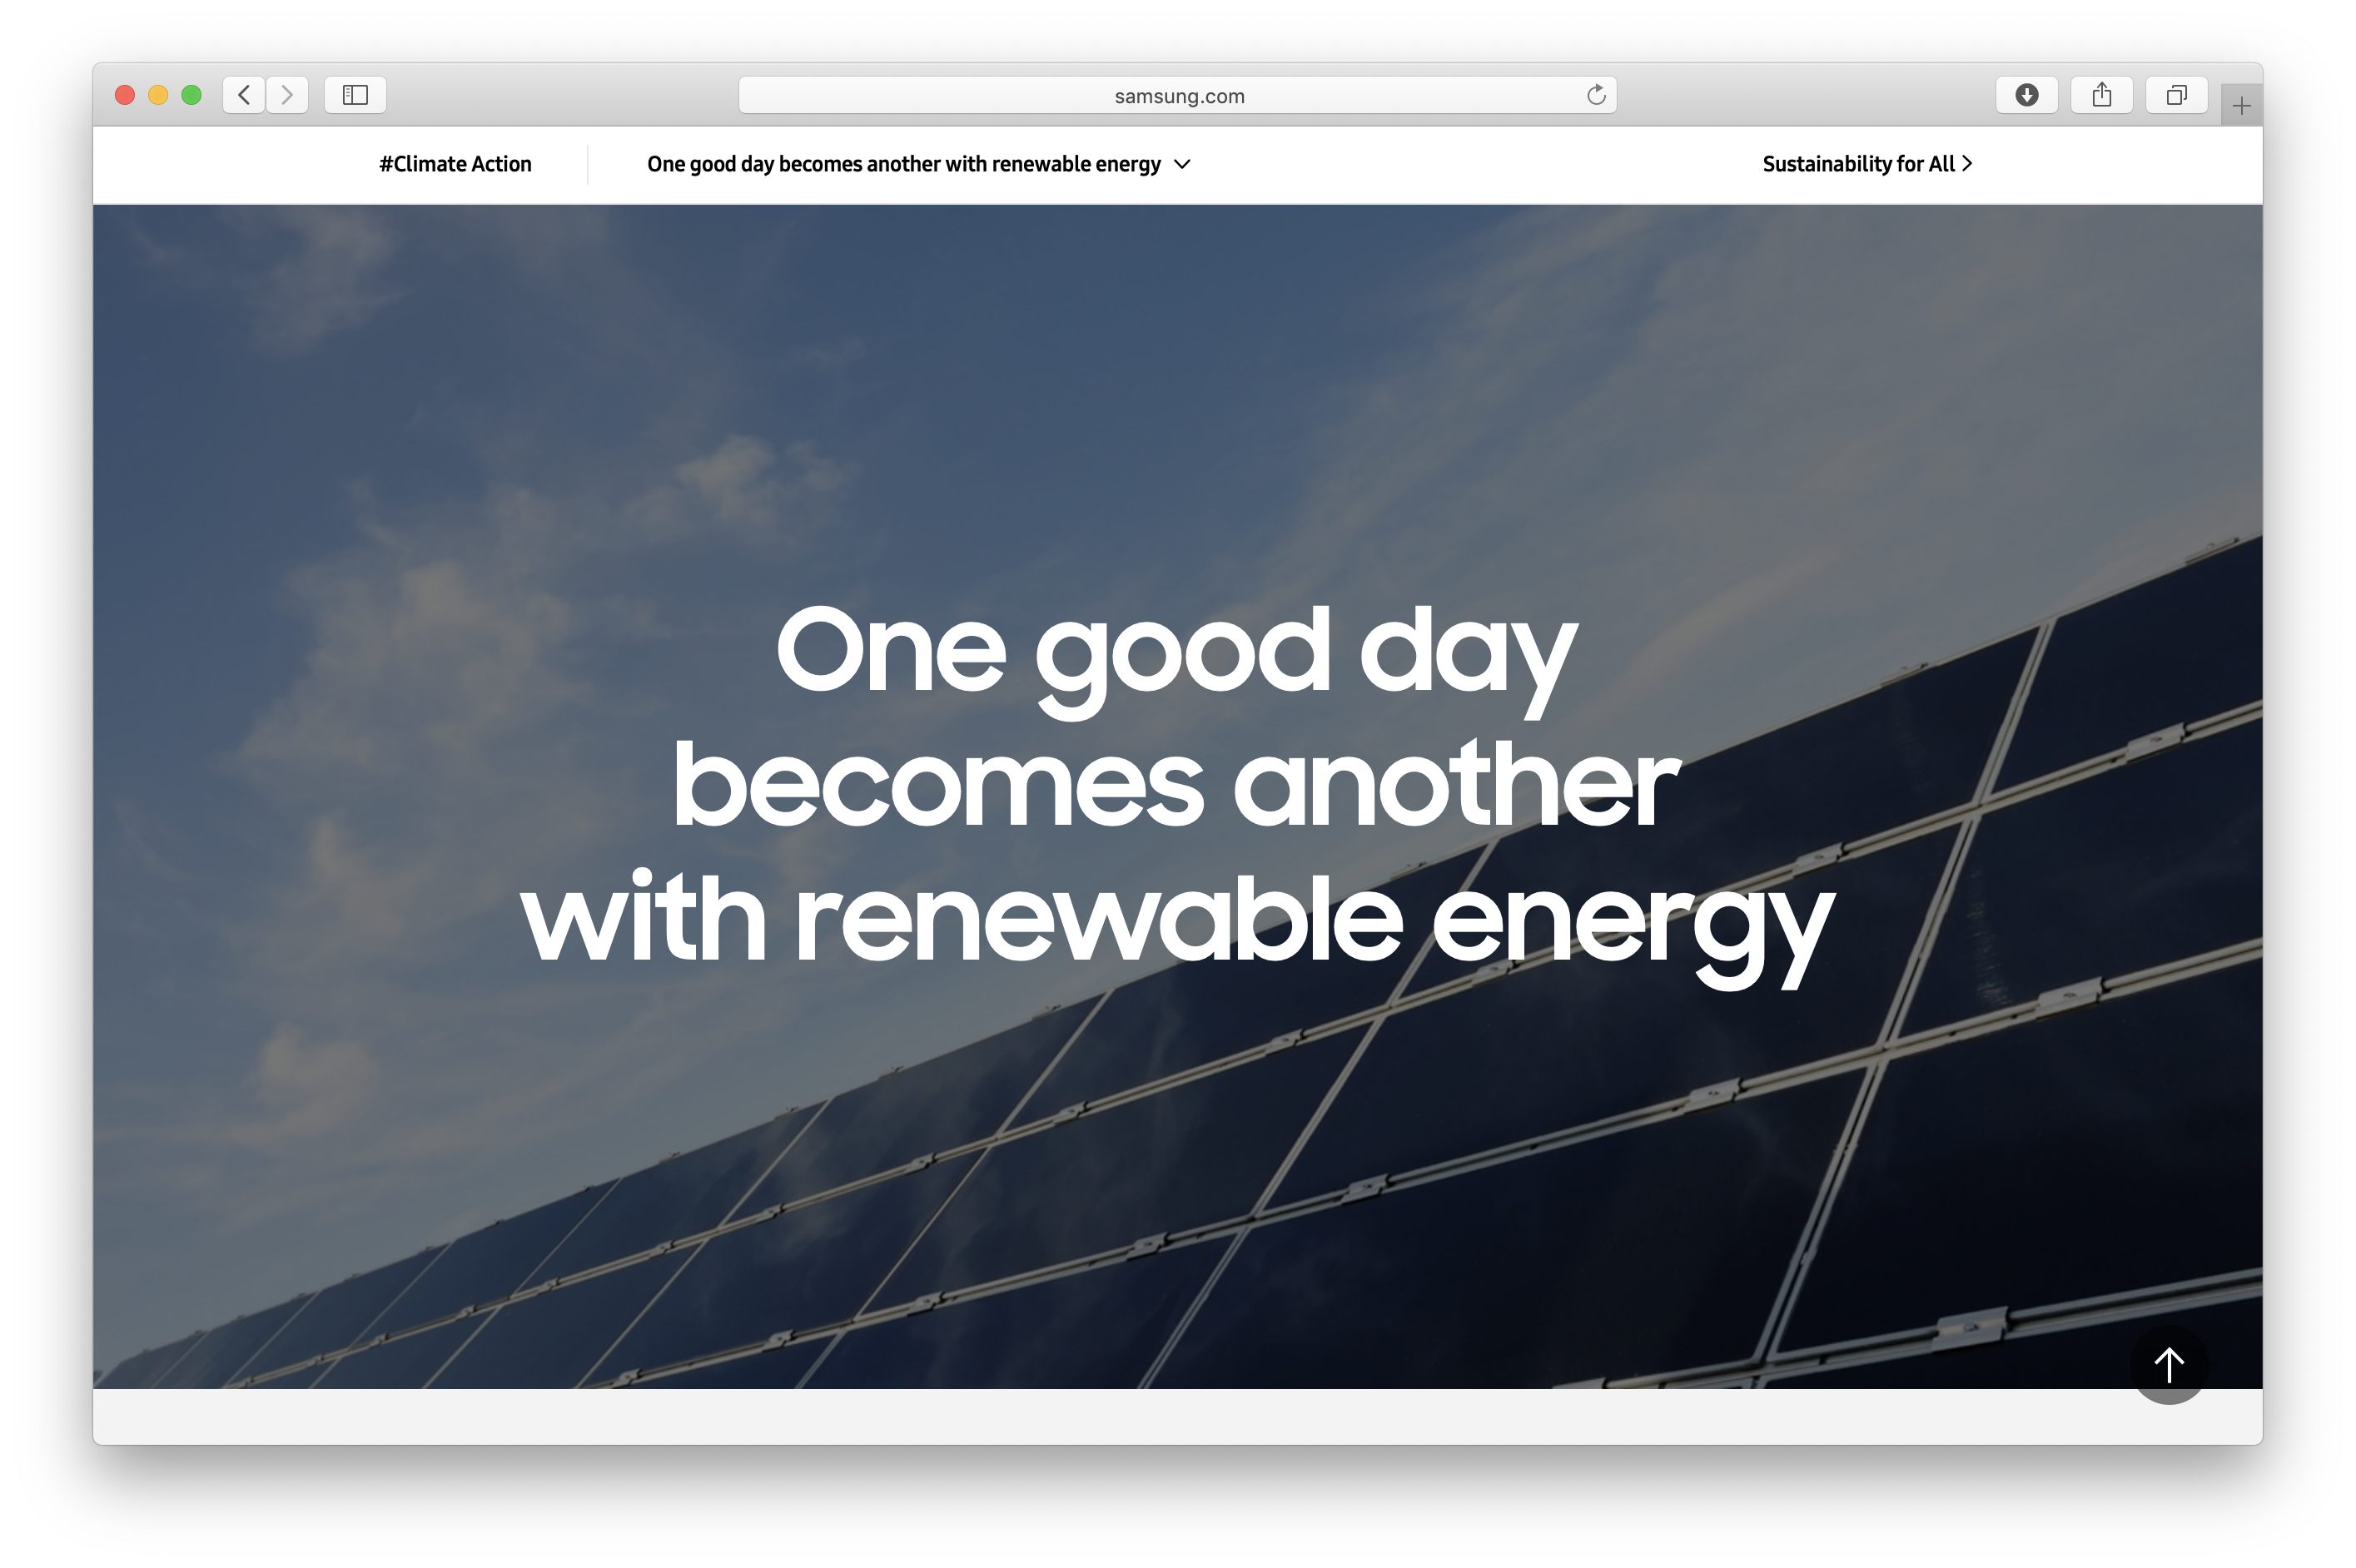 samsung.com
#Climate Action
One good day becomes another with renewable energy
Sustainability for All
One good day
becomes another
with renewable energy